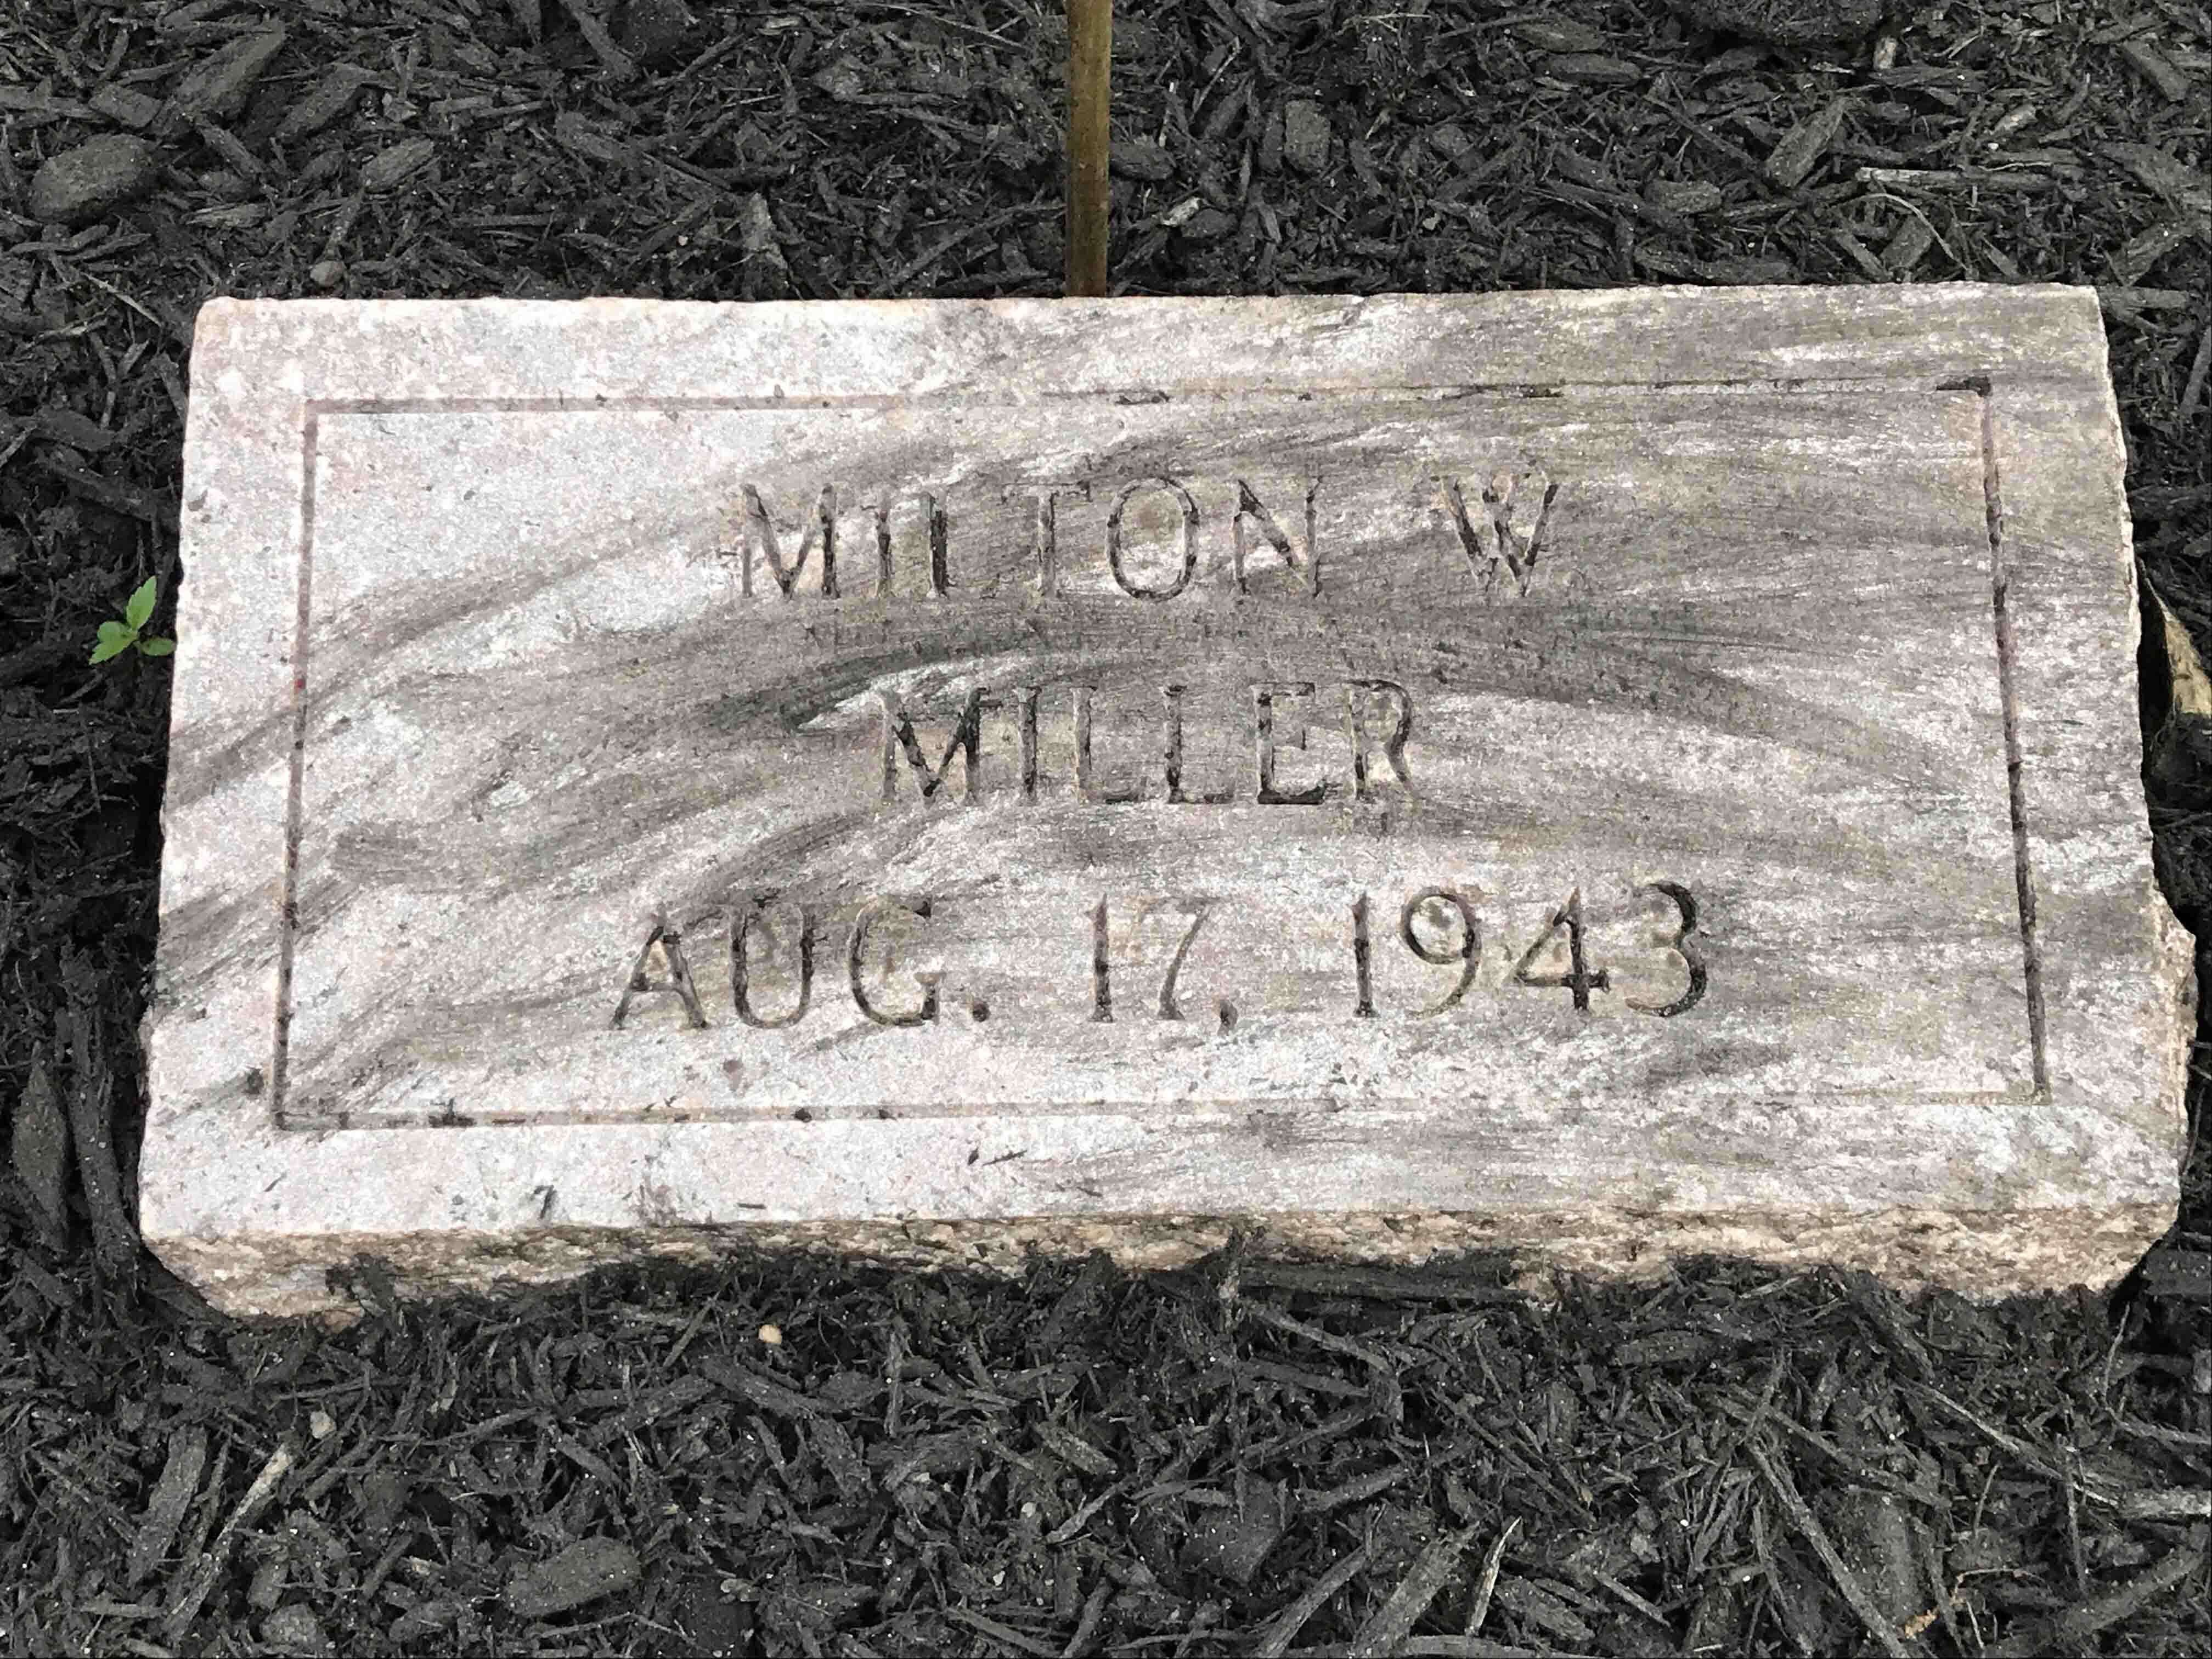 MILTON W
MILLER
AUG. 17, 1943